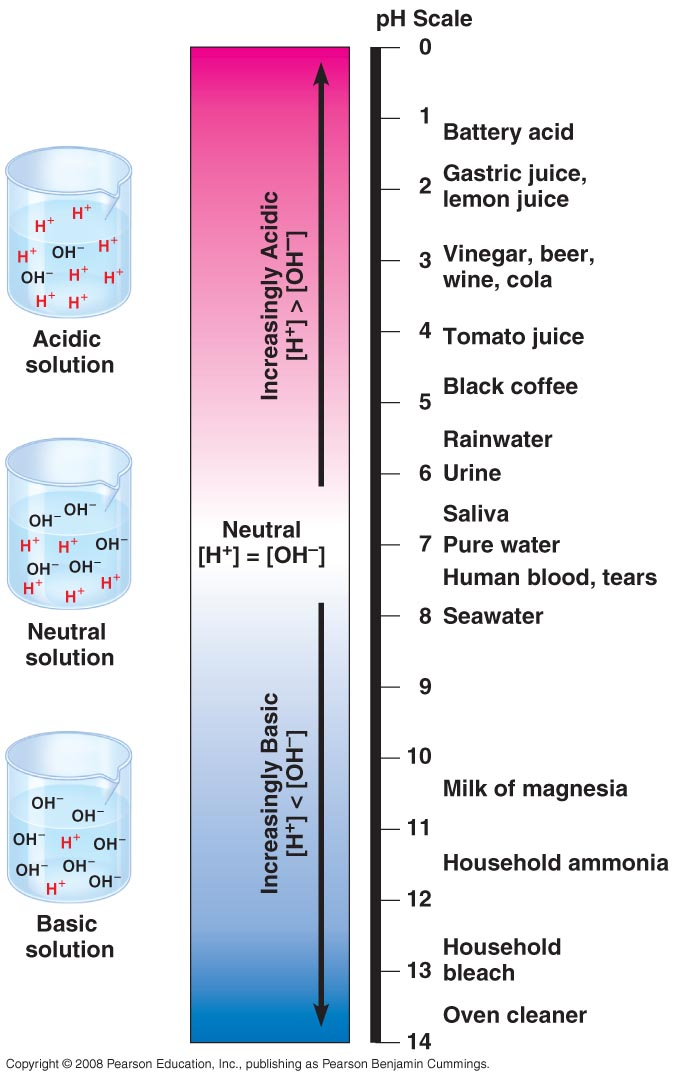 pH Scale
0
1
Battery acid
2
Gastric juice,
lemon juice
3
Vinegar, beer,
wine, cola
4
Tomato juice
Black coffee
5
Rainwater
6
Urine
Saliva
7
Pure water
Human blood, tears
8
Seawater
9
10
Milk of magnesia
11
Household ammonia
12
Household
13
bleach
Oven cleaner
14
Increasingly Acidic
[H⁺] > [OH⁻]
Neutral
[H⁺] = [OH⁻]
Increasingly Basic
[H⁺] < [OH⁻]
H⁺
H⁺
H⁺
OH⁻
H⁺
OH⁻
H⁺
H⁺
H⁺
H⁺
Acidic
solution
OH⁻
OH⁻
H⁺
H⁺
OH⁻
OH⁻
OH⁻
H⁺
H⁺
H⁺
Neutral
solution
OH⁻
OH⁻
OH⁻
H⁺
OH⁻
OH⁻
OH⁻
H⁺
OH⁻
Basic
solution
Copyright © 2008 Pearson Education, Inc., publishing as Pearson Benjamin Cummings.